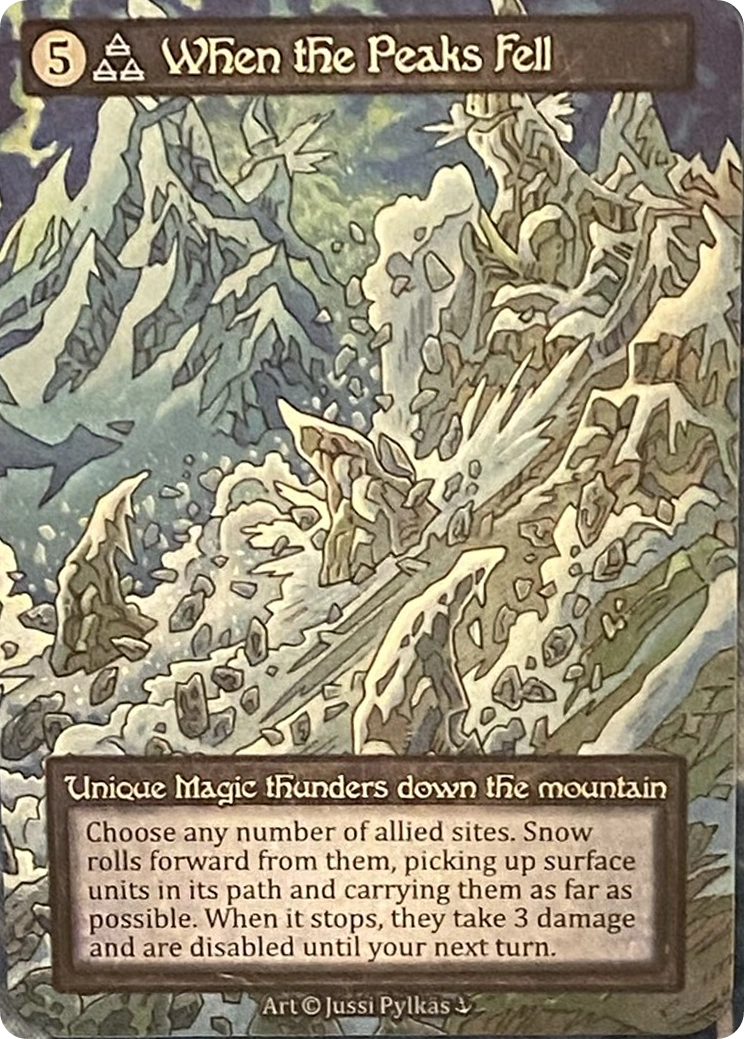 5 When the Peaks Fell
Unique Magic thunders down the mountain
Choose any number of allied sites. Snow
rolls forward from them, picking up surface
units in its path and carrying them as far as
possible. When it stops, they take 3 damage
and are disabled until your next turn.
Art © Jussi Pylkäs